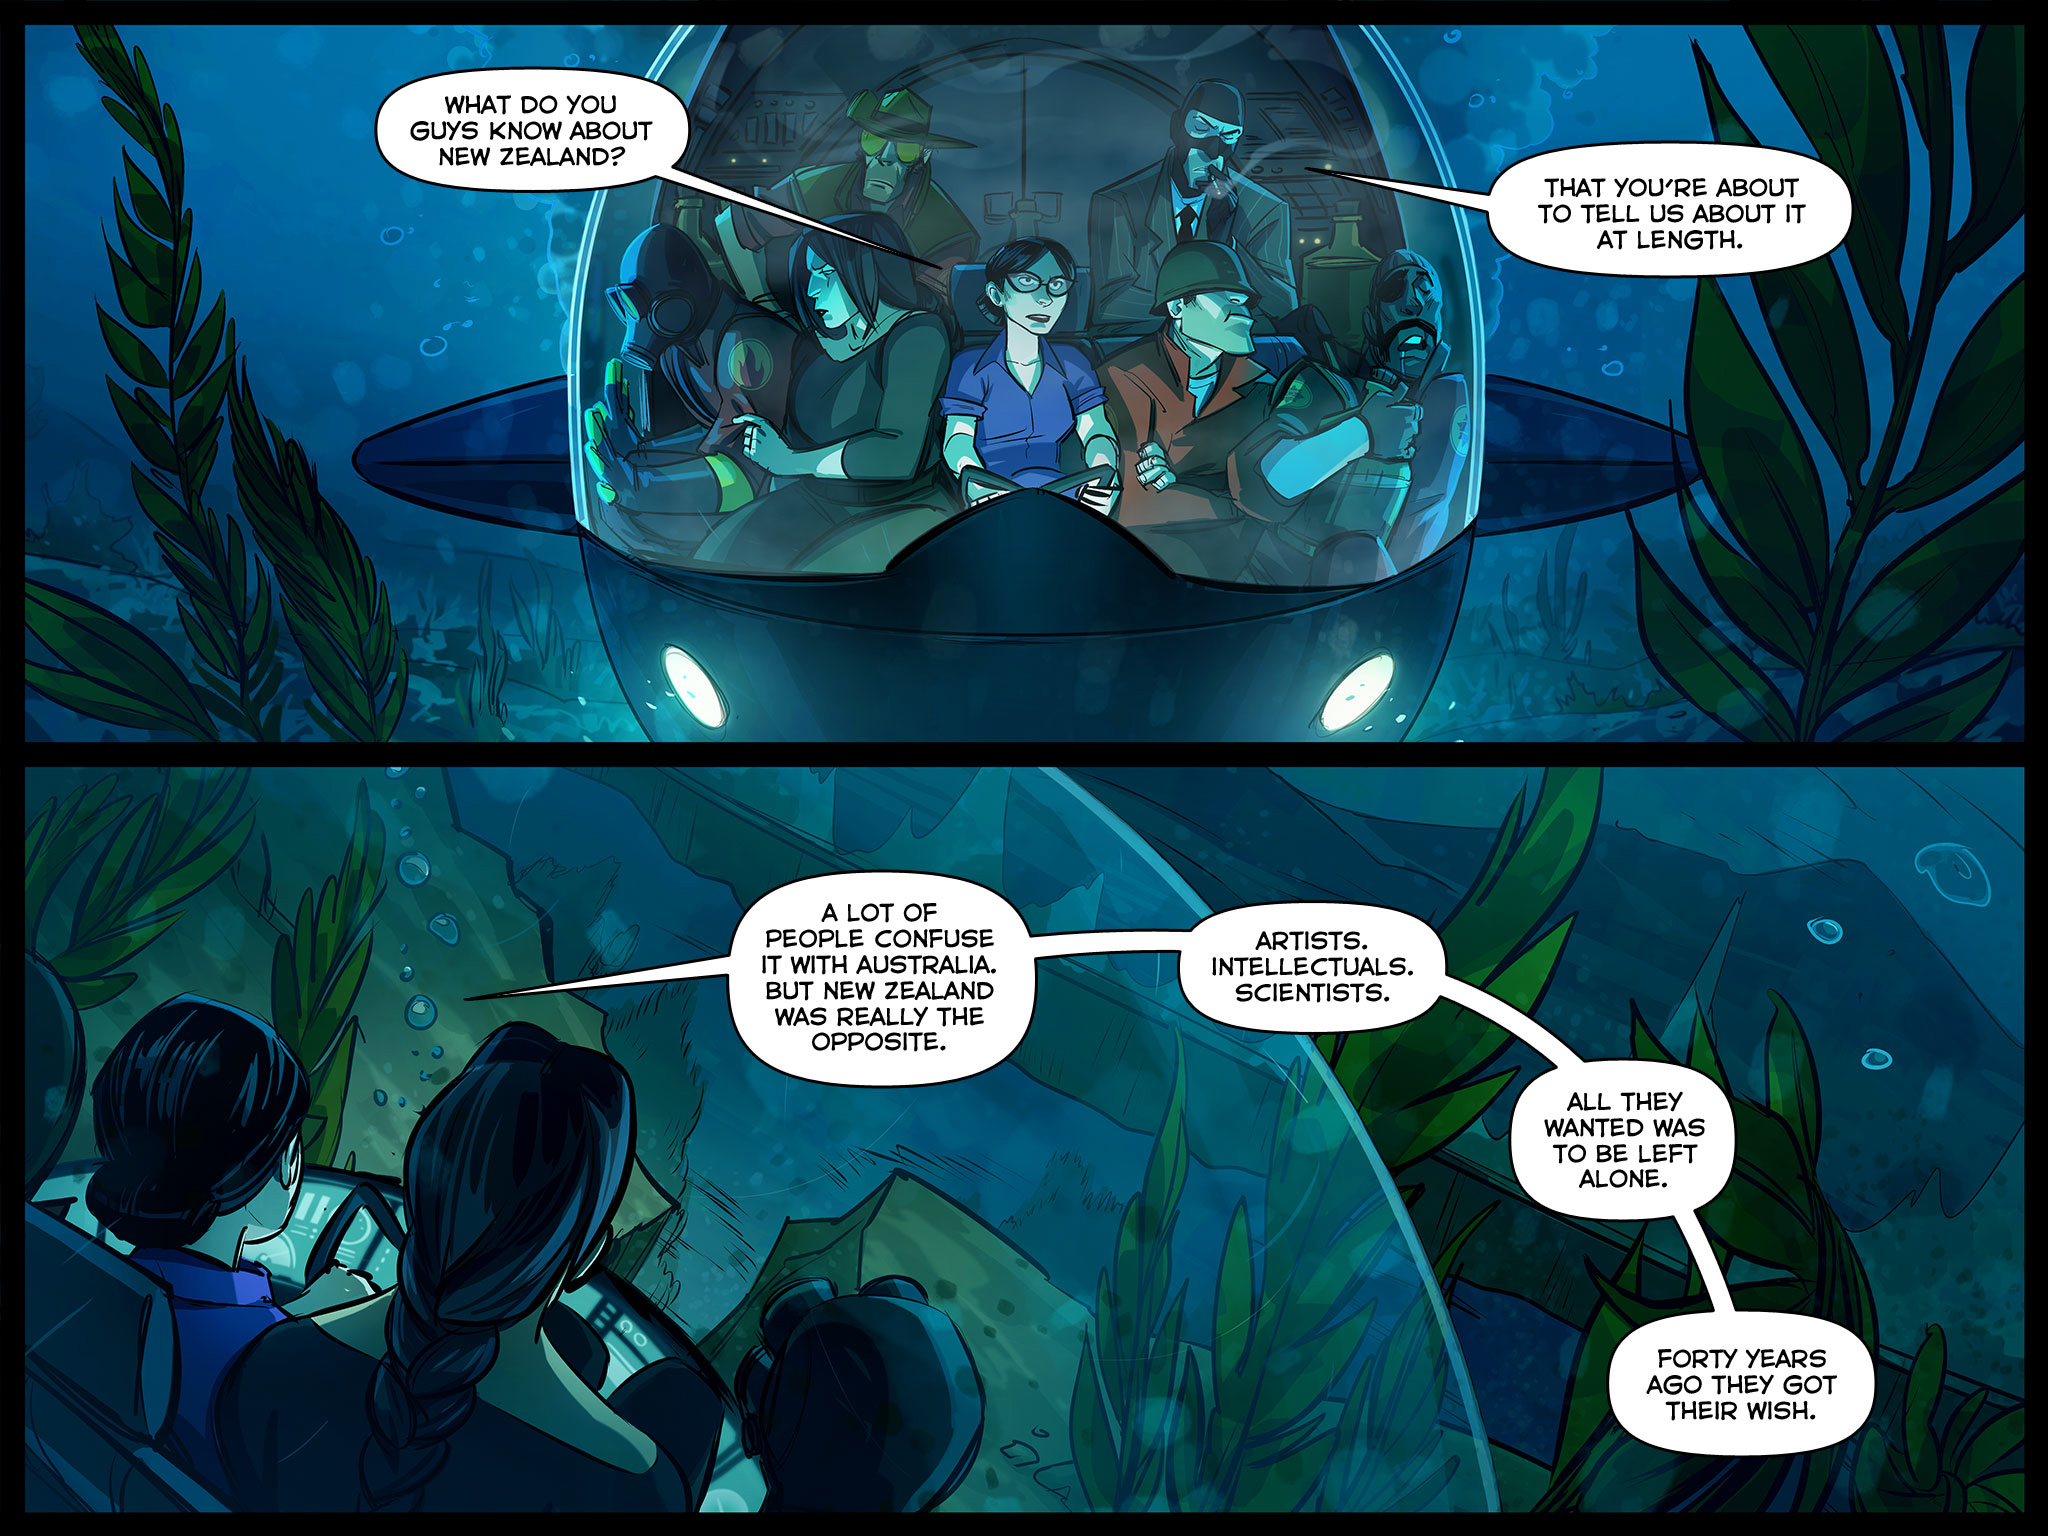 WHAT DO YOU
GUYS KNOW ABOUT
NEW ZEALAND?
THAT YOU'RE ABOUT
TO TELL US ABOUT IT
AT LENGTH.
A LOT OF
PEOPLE CONFUSE
IT WITH AUSTRALIA.
BUT NEW ZEALAND
WAS REALLY THE
OPPOSITE.
ARTISTS.
INTELLECTUALS.
SCIENTISTS.
ALL THEY
WANTED WAS
TO BE LEFT
ALONE.
FORTY YEARS
AGO THEY GOT
THEIR WISH.